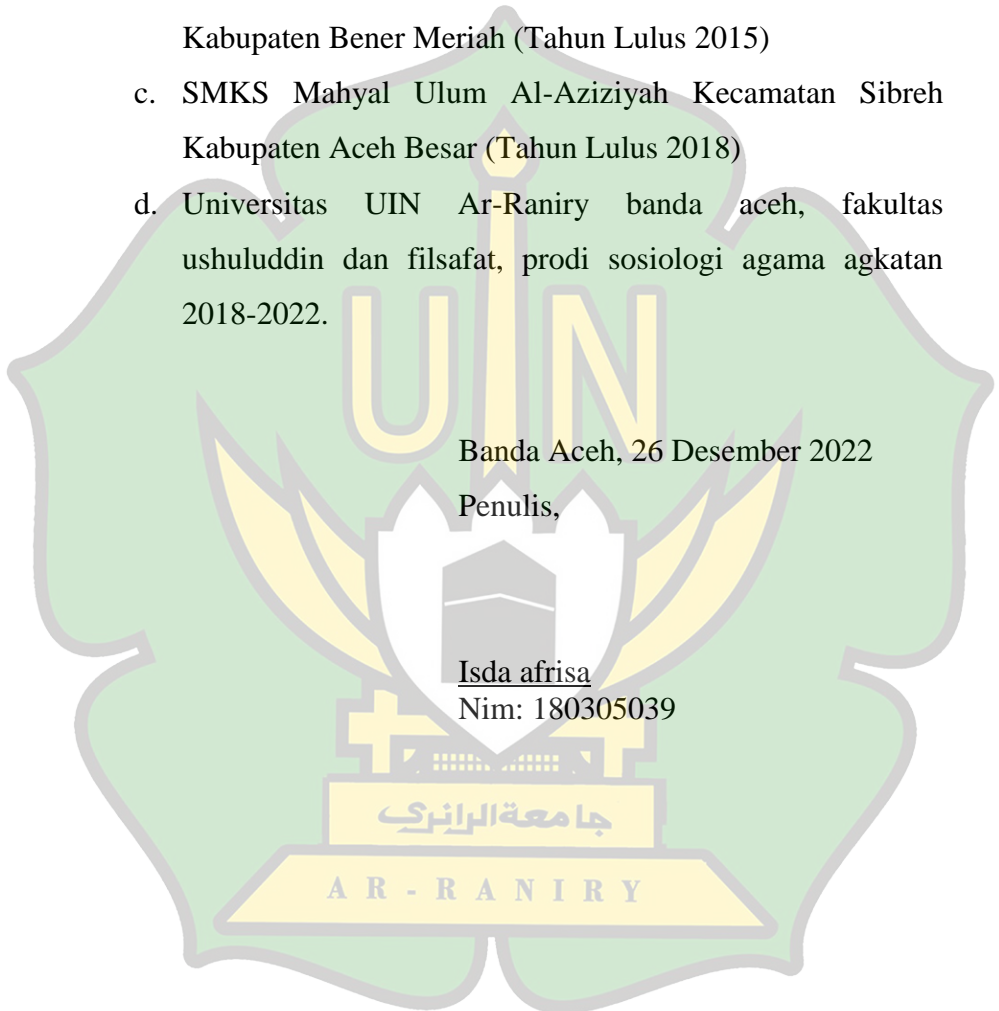 Kabupaten Bener Meriah (Tahun Lulus 2015)
c. SMKS Mahyal Ulum Al-Aziziyah Kecamatan Sibreh
Kabupaten Aceh Besar (Tahun Lulus 2018)
d. Universitas UIN Ar-Raniry banda aceh, fakultas
ushuluddin dan filsafat, prodi sosiologi agama agkatan
2018-2022.
UIN
Banda Aceh, 26 Desember 2022
Penulis,
Isda afrisa
Nim: 180305039
جامعةالرانري
AR-RANIRY